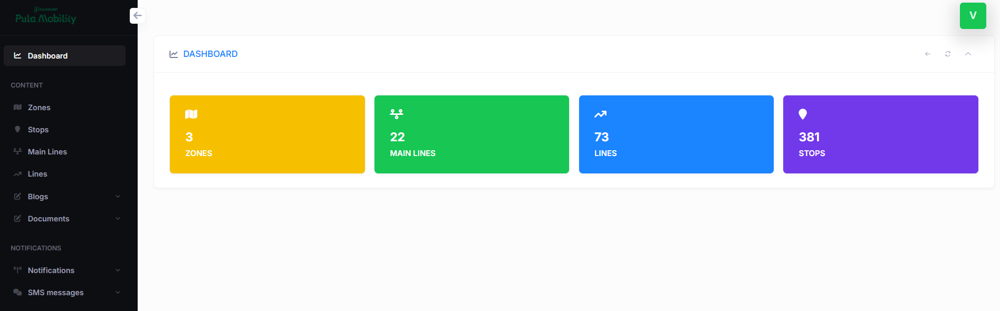 PULAPROMET
Pula Mobility
V
Dashboard
DASHBOARD
CONTENT
Zones
Stops
Main Lines
Lines
Blogs
Documents
3
ZONES
22
MAIN LINES
73
LINES
381
STOPS
NOTIFICATIONS
Notifications
SMS messages